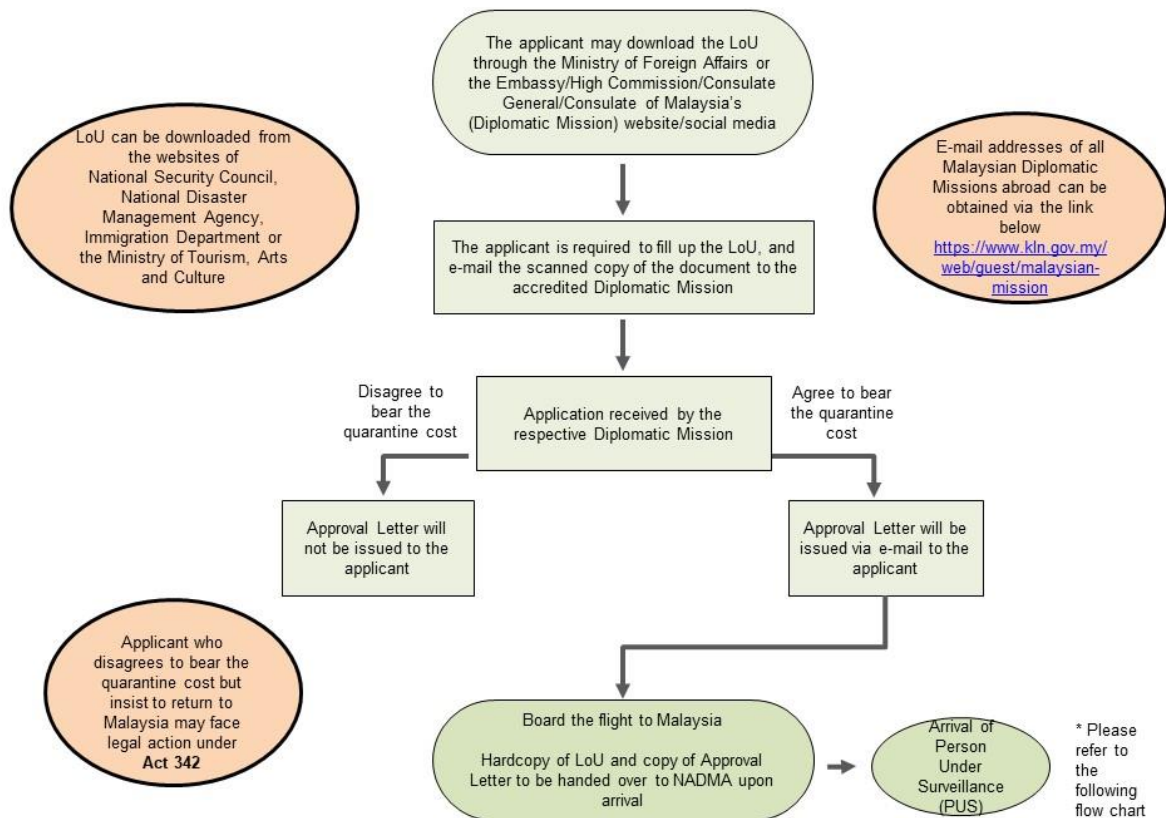 The applicant may download the LoU
through the Ministry of Foreign Affairs or
the Embassy/High Commission/Consulate
General/Consulate of Malaysia's
(Diplomatic Mission) website/social media
LoU can be downloaded from
the websites of
National Security Council,
National Disaster
Management Agency,
Immigration Department or
the Ministry of Tourism, Arts
and Culture
E-mail addresses of all
Malaysian Diplomatic
Missions abroad can be
obtained via the link
below
https://www.kln.gov.my/
web/guest/malaysian-
mission
The applicant is required to fill up the LoU, and
e-mail the scanned copy of the document to the
accredited Diplomatic Mission
Disagree to
bear the
quarantine cost
Application received by the
respective Diplomatic Mission
Agree to bear
the quarantine
cost
Approval Letter will
not be issued to the
applicant
Approval Letter will be
issued via e-mail to the
applicant
Applicant who
disagrees to bear the
quarantine cost but
insist to return to
Malaysia may face
legal action under
Act 342
Board the flight to Malaysia
Hardcopy of LoU and copy of Approval
Letter to be handed over to NADMA upon
arrival
Arrival of
Person
Under
Surveillance
(PUS)
* Please
refer to
the
following
flow chart